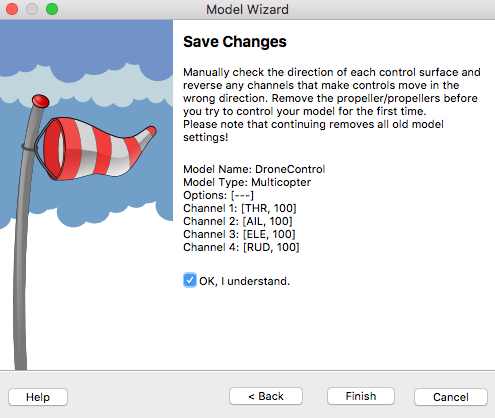 Model Wizard
Save Changes
Manually check the direction of each control surface and
reverse any channels that make controls move in the
wrong direction. Remove the propeller/propellers before
you try to control your model for the first time.
Please note that continuing removes all old model
settings!
Model Name: DroneControl
Model Type: Multicopter
Options: [---]
Channel 1: [THR, 100]
Channel 2: [AIL, 100]
Channel 3: [ELE, 100]
Channel 4: [RUD, 100]
OK, I understand.
Help
< Back
Finish
Cancel